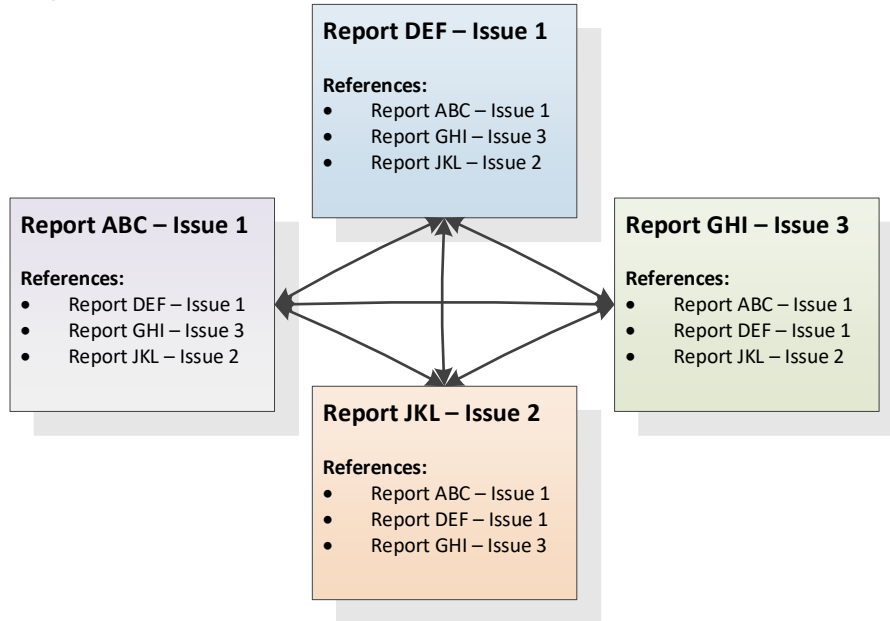 Report DEF – Issue 1
References:
• Report ABC – Issue 1
• Report GHI – Issue 3
• Report JKL – Issue 2
Report ABC – Issue 1
References:
• Report DEF – Issue 1
• Report GHI – Issue 3
• Report JKL – Issue 2
Report GHI – Issue 3
References:
• Report ABC – Issue 1
• Report DEF – Issue 1
• Report JKL – Issue 2
Report JKL – Issue 2
References:
• Report ABC – Issue 1
• Report DEF – Issue 1
• Report GHI – Issue 3